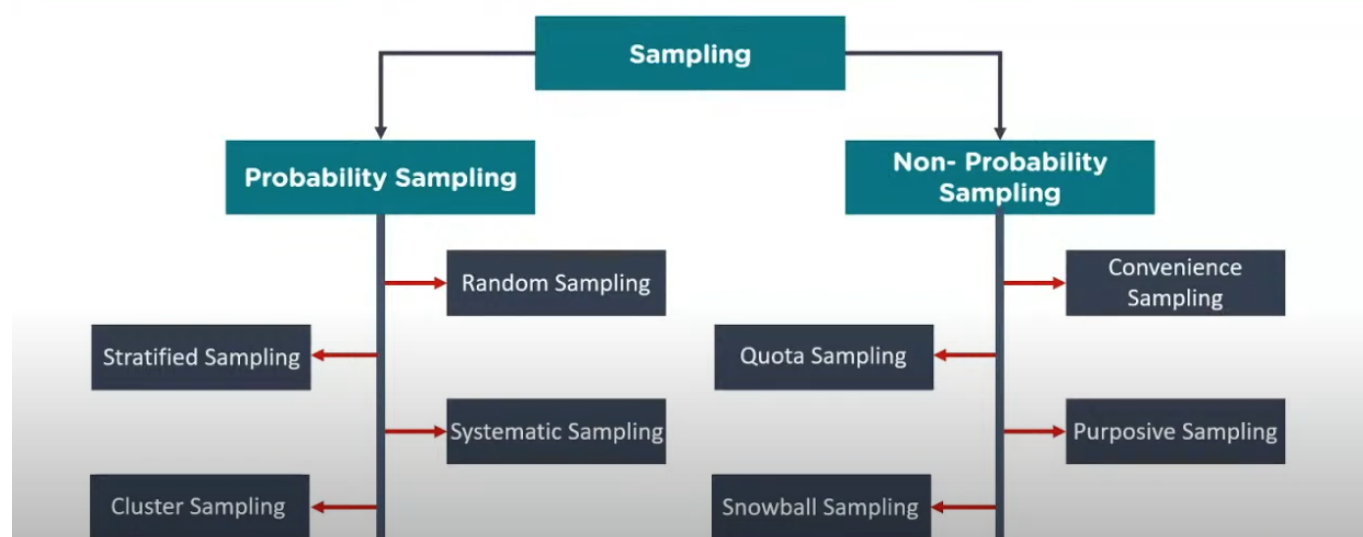 Sampling
Probability Sampling
Non- Probability
Sampling
Random Sampling
Convenience
Sampling
Stratified Sampling
Quota Sampling
Systematic Sampling
Purposive Sampling
Cluster Sampling
Snowball Sampling